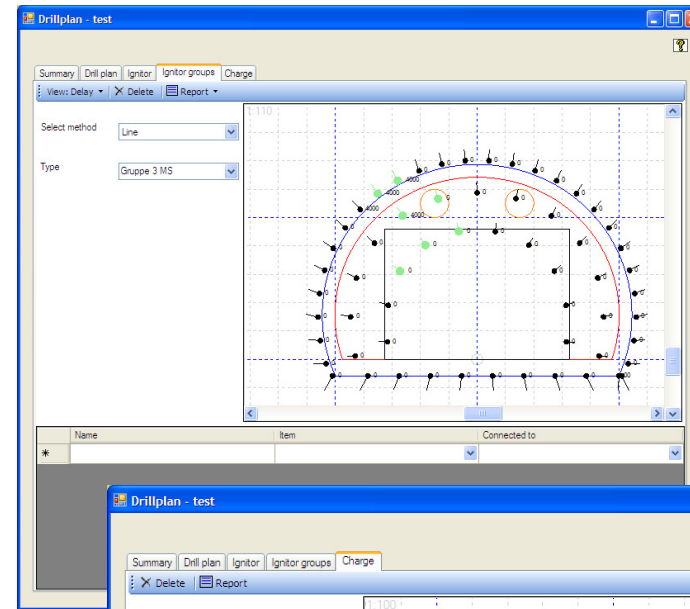 Drillplan - test
Summary Drill plan Ignitor Ignitor groups Charge
View: Delay Delete Report
1:110
Select method Line
Type Gruppe 3 MS
4000
4000
4000
4000
Name Item Connected to
Drillplan - test
Summary Drill plan Ignitor Ignitor groups Charge
Delete Report